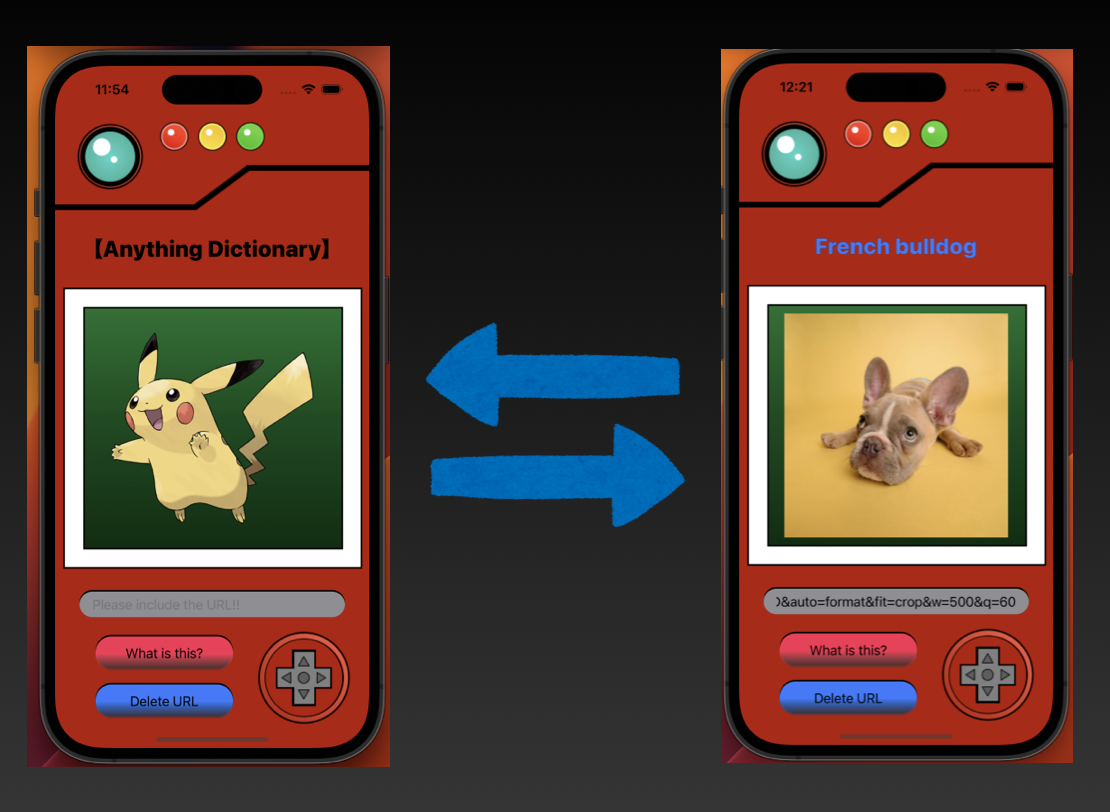 11:54
【Anything Dictionary】
Please include the URL!!
What is this?
Delete URL
12:21
French bulldog
&auto=format&fit=crop&w=500&q=60
What is this?
Delete URL